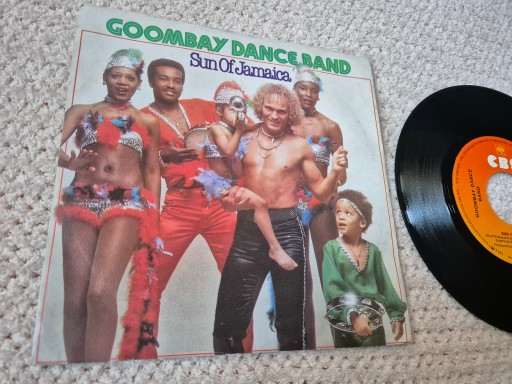 GOOMBAY DANCE BAND
Sun Of Jamaica
CBS
GOOMBAY DANCE
BAND